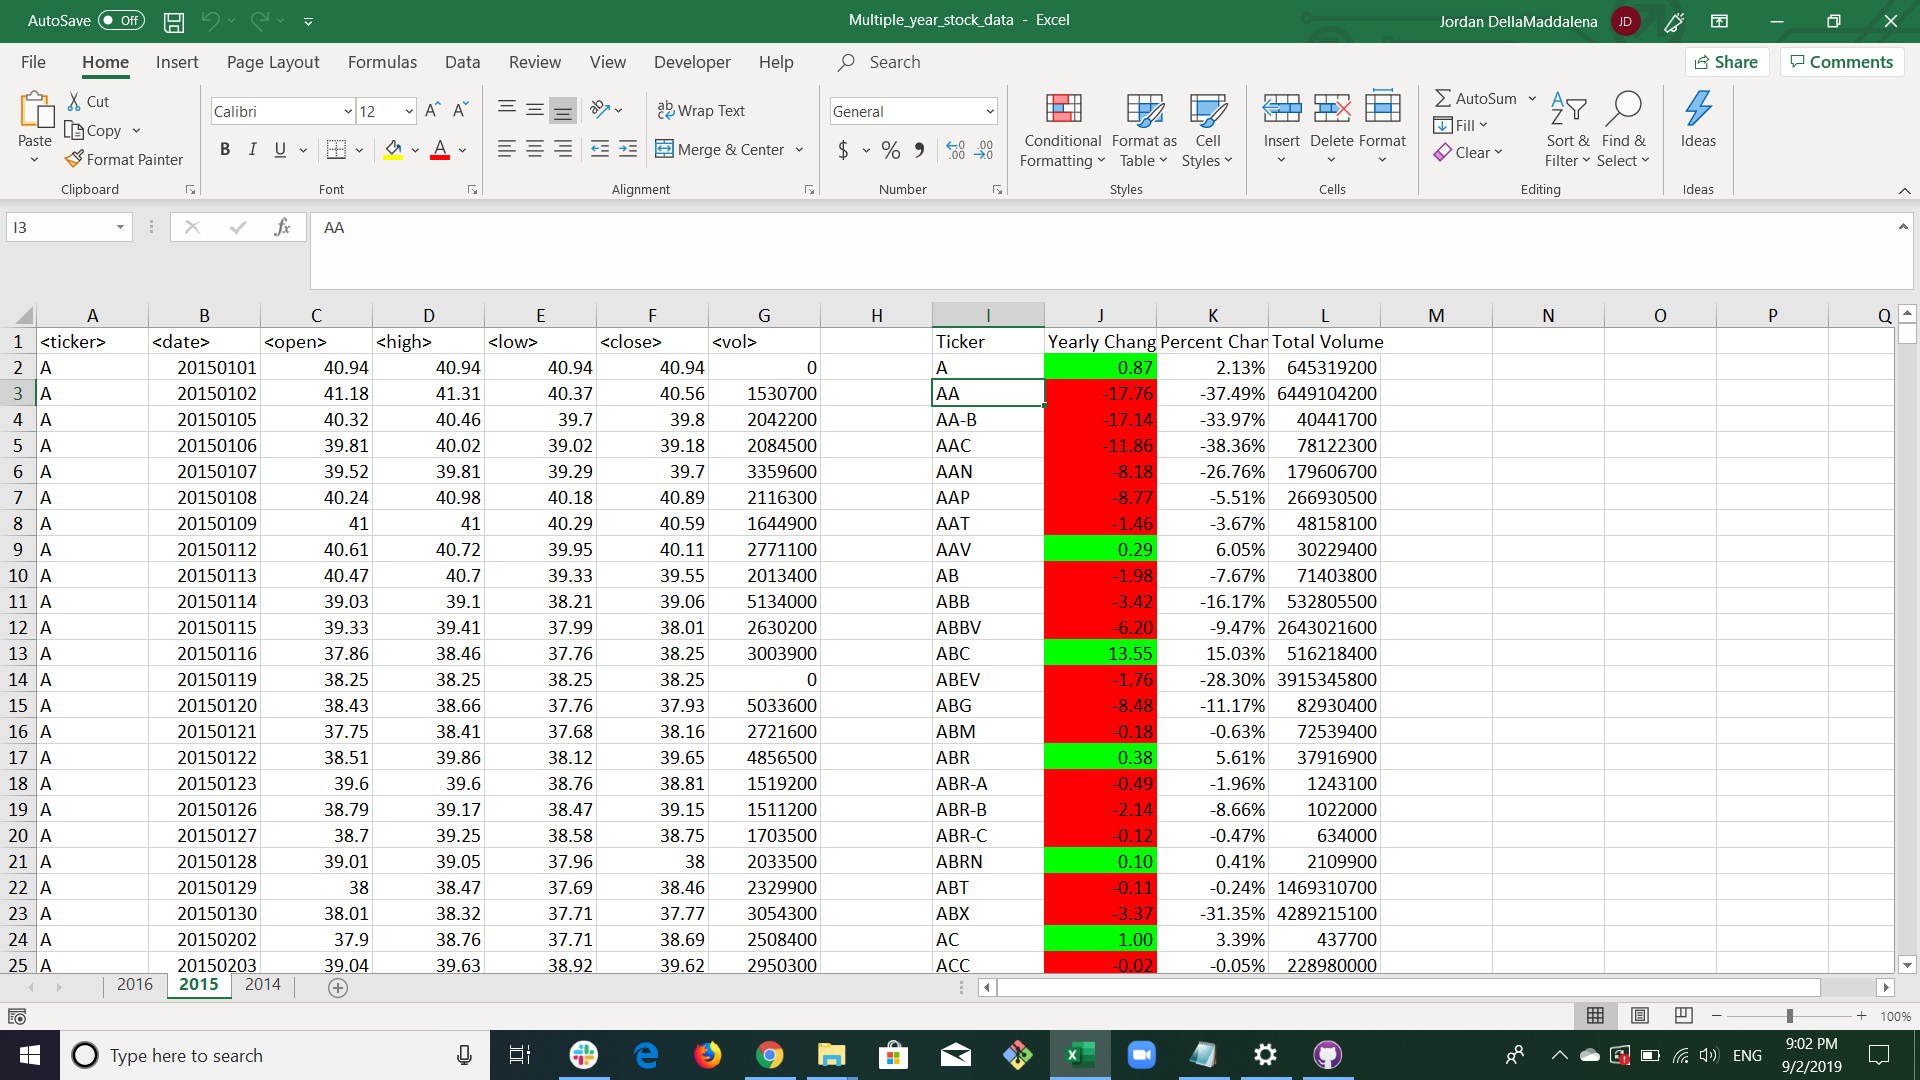 AutoSave Off
Multiple_year_stock_data - Excel
Jordan DellaMaddalena JD
File Home Insert Page Layout Formulas Data Review View Developer Help Search Share Comments
Paste Cut Copy Format Painter Clipboard
Calibri 12 B I U A Font
Wrap Text Merge & Center Alignment
General $ % Number
Conditional Formatting Format as Table Cell Styles Styles
Insert Delete Format Cells
AutoSum Fill Clear Sort & Filter Find & Select Editing
Ideas Ideas
I3 fx AA
A B C D E F G H I J K L M N O P Q
1 <ticker> <date> <open> <high> <low> <close> <vol> Ticker Yearly Chang Percent Chan Total Volume
2 A 20150101 40.94 40.94 40.94 40.94 0 A 0.87 2.13% 645319200
3 A 20150102 41.18 41.31 40.37 40.56 1530700 AA -17.76 -37.49% 6449104200
4 A 20150105 40.32 40.46 39.7 39.8 2042200 AA-B -17.14 -33.97% 40441700
5 A 20150106 39.81 40.02 39.02 39.18 2084500 AAC -11.86 -38.36% 78122300
6 A 20150107 39.52 39.81 39.29 39.7 3359600 AAN -8.18 -26.76% 179606700
7 A 20150108 40.24 40.98 40.18 40.89 2116300 AAP -8.77 -5.51% 266930500
8 A 20150109 41 41 40.29 40.59 1644900 AAT -1.46 -3.67% 48158100
9 A 20150112 40.61 40.72 39.95 40.11 2771100 AAV 0.29 6.05% 30229400
10 A 20150113 40.47 40.7 39.33 39.55 2013400 AB -1.98 -7.67% 71403800
11 A 20150114 39.03 39.1 38.21 39.06 5134000 ABB -3.42 -16.17% 532805500
12 A 20150115 39.33 39.41 37.99 38.01 2630200 ABBV -6.20 -9.47% 2643021600
13 A 20150116 37.86 38.46 37.76 38.25 3003900 ABC 13.55 15.03% 516218400
14 A 20150119 38.25 38.25 38.25 38.25 0 ABEV -1.76 -28.30% 3915345800
15 A 20150120 38.43 38.66 37.76 37.93 5033600 ABG -8.48 -11.17% 82930400
16 A 20150121 37.75 38.41 37.68 38.16 2721600 ABM -0.18 -0.63% 72539400
17 A 20150122 38.51 39.86 38.12 39.65 4856500 ABR 0.38 5.61% 37916900
18 A 20150123 39.6 39.6 38.76 38.81 1519200 ABR-A -0.49 -1.96% 1243100
19 A 20150126 38.79 39.17 38.47 39.15 1511200 ABR-B -2.14 -8.66% 1022000
20 A 20150127 38.7 39.25 38.58 38.75 1703500 ABR-C -0.12 -0.47% 634000
21 A 20150128 39.01 39.05 37.96 38 2033500 ABRN 0.10 0.41% 2109900
22 A 20150129 38 38.47 37.69 38.46 2329900 ABT -0.11 -0.24% 1469310700
23 A 20150130 38.01 38.32 37.71 37.77 3054300 ABX -3.37 -31.35% 4289215100
24 A 20150202 37.9 38.76 37.71 38.69 2508400 AC 1.00 3.39% 437700
25 A 20150203 39.04 39.63 38.92 39.62 2950300 ACC -0.02 -0.05% 228980000
2016 2015 2014
100%
Type here to search
ENG 9:02 PM
9/2/2019